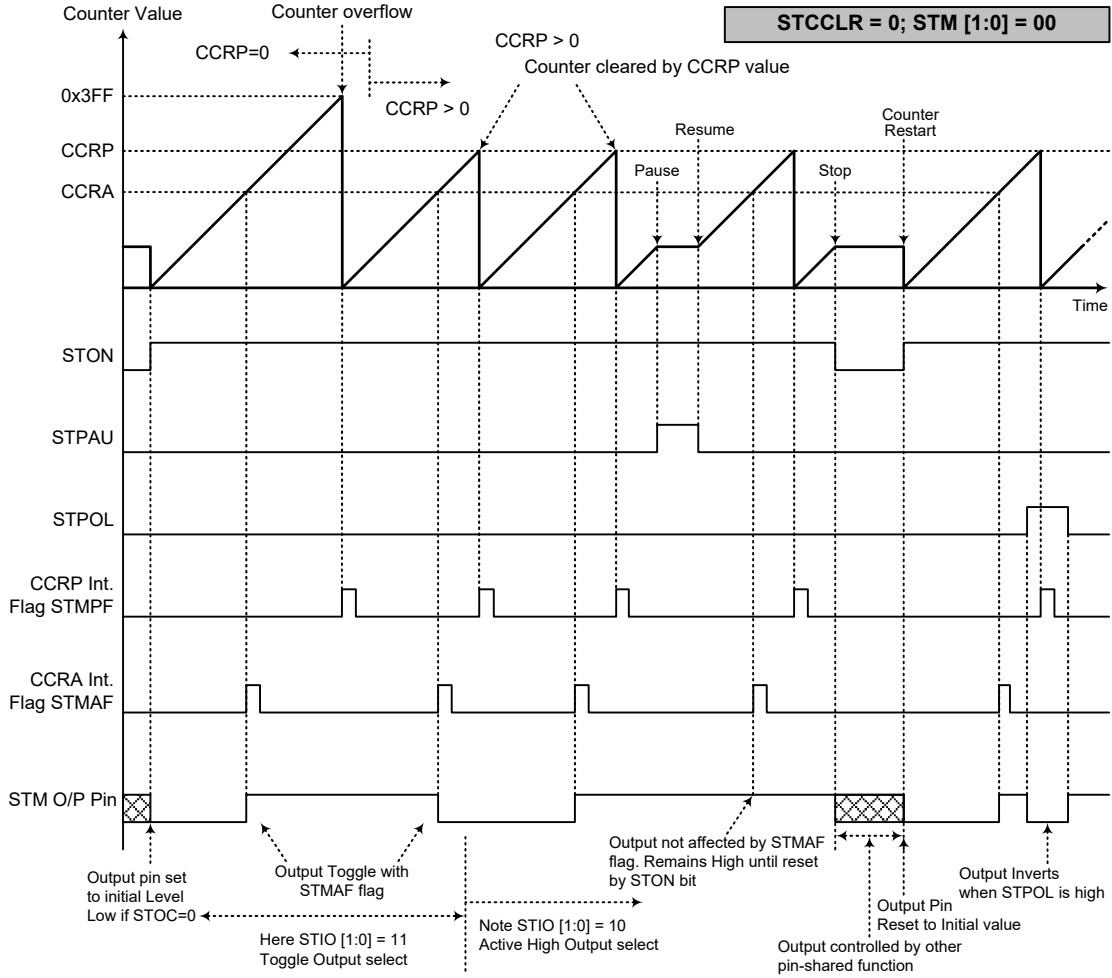 Counter Value
Counter overflow
STCCLR = 0; STM [1:0] = 00
CCRP=0
CCRP > 0
CCRP > 0
Counter cleared by CCRP value
0x3FF
CCRP
CCRA
Pause
Resume
Stop
Counter
Restart
Time
STON
STPAU
STPOL
CCRP Int.
Flag STMPF
CCRA Int.
Flag STMAF
STM O/P Pin
Output pin set
to initial Level
Low if STOC=0
Output Toggle with
STMAF flag
Here STIO [1:0] = 11
Toggle Output select
Note STIO [1:0] = 10
Active High Output select
Output not affected by STMAF
flag. Remains High until reset
by STON bit
Output controlled by other
pin-shared function
Output Pin
Reset to Initial value
Output Inverts
when STPOL is high